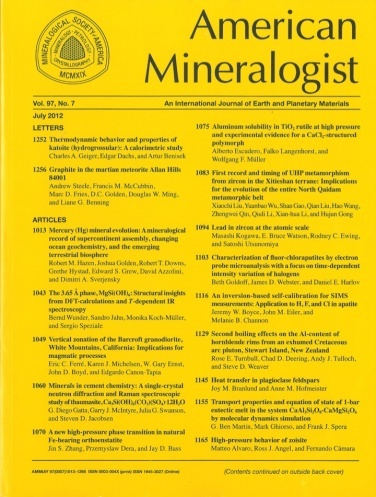 MINERALOGICAL SOCIETY OF AMERICA
MINERALOGY · PETROLOGY
CRYSTALLOGRAPHY
MCMXIX
American
Mineralogist
Vol. 97, No. 7
An International Journal of Earth and Planetary Materials
July 2012
LETTERS
1252 Thermodynamic behavior and properties of
katoite (hydrogrossular): A calorimetric study
Charles A. Geiger, Edgar Dachs, and Artur Benisek
1256 Graphite in the martian meteorite Allan Hills
84001
Andrew Steele, Francis M. McCubbin,
Marc D. Fries, D.C. Golden, Douglas W. Ming,
and Liane G. Benning
ARTICLES
1013 Mercury (Hg) mineral evolution: A mineralogical
record of supercontinent assembly, changing
ocean geochemistry, and the emerging
terrestrial biosphere
Robert M. Hazen, Joshua Golden, Robert T. Downs,
Grethe Hystad, Edward S. Grew, David Azzolini,
and Dimitri A. Sverjensky
1043 The 3.65 Å phase, MgSi(OH)₆: Structural insights
from DFT-calculations and T-dependent IR
spectroscopy
Bernd Wunder, Sandro Jahn, Monika Koch-Müller,
and Sergio Speziale
1049 Vertical zonation of the Barcroft granodiorite,
White Mountains, California: Implications for
magmatic processes
Eric C. Ferré, Karen J. Michelsen, W. Gary Ernst,
John D. Boyd, and Edgardo Cañon-Tapia
1060 Minerals in cement chemistry: A single-crystal
neutron diffraction and Raman spectroscopic
study of thaumasite, Ca₃Si(OH)₆(CO₃)(SO₄)·12H₂O
G. Diego Gatta, Garry J. McIntyre, Julia G. Swanson,
and Steven D. Jacobsen
1070 A new high-pressure phase transition in natural
Fe-bearing orthoenstatite
Jin S. Zhang, Przemyslaw Dera, and Jay D. Bass
1075 Aluminum solubility in TiO₂ rutile at high pressure
and experimental evidence for a CaCl₂-structured
polymorph
Alberto Escudero, Falko Langenhorst, and
Wolfgang F. Müller
1083 First record and timing of UHP metamorphism
from zircon in the Xitieshan terrane: Implications
for the evolution of the entire North Qaidam
metamorphic belt
Xiaochi Liu, Yuanbao Wu, Shan Gao, Qian Liu, Hao Wang,
Zhengwei Qin, Qiuli Li, Xian-hua Li, and Hujun Gong
1094 Lead in zircon at the atomic scale
Masashi Kogawa, E. Bruce Watson, Rodney C. Ewing,
and Satoshi Utsunomiya
1103 Characterization of fluor-chlorapatites by electron
probe microanalysis with a focus on time-dependent
intensity variation of halogens
Beth Goldoff, James D. Webster, and Daniel E. Harlov
1116 An inversion-based self-calibration for SIMS
measurements: Application to H, F, and Cl in apatite
Jeremy W. Boyce, John M. Eiler, and
Melanie B. Channon
1129 Second boiling effects on the Al-content of
hornblende rims from an exhumed Cretaceous
arc pluton, Stewart Island, New Zealand
Rose E. Turnbull, Chad D. Deering, Andy J. Tulloch,
and Steve D. Weaver
1145 Heat transfer in plagioclase feldspars
Joy M. Branlund and Anne M. Hofmeister
1155 Transport properties and equation of state of 1-bar
eutectic melt in the system CaAl₂Si₂O₈-CaMgSi₂O₆
by molecular dynamics simulation
G. Ben Martin, Mark Ghiorso, and Frank J. Spera
1165 High-pressure behavior of zoisite
Matteo Alvaro, Ross J. Angel, and Fernando Cámara
AMMIAY 97(2007)1013–1268 ISSN 0003-004X (print) ISSN 1945-3027 (Online)
(Contents continued on outside back cover)